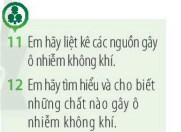 11 Em hãy liệt kê các nguồn gây
ô nhiễm không khí.
12 Em hãy tìm hiểu và cho biết
những chất nào gây ô
nhiễm không khí.